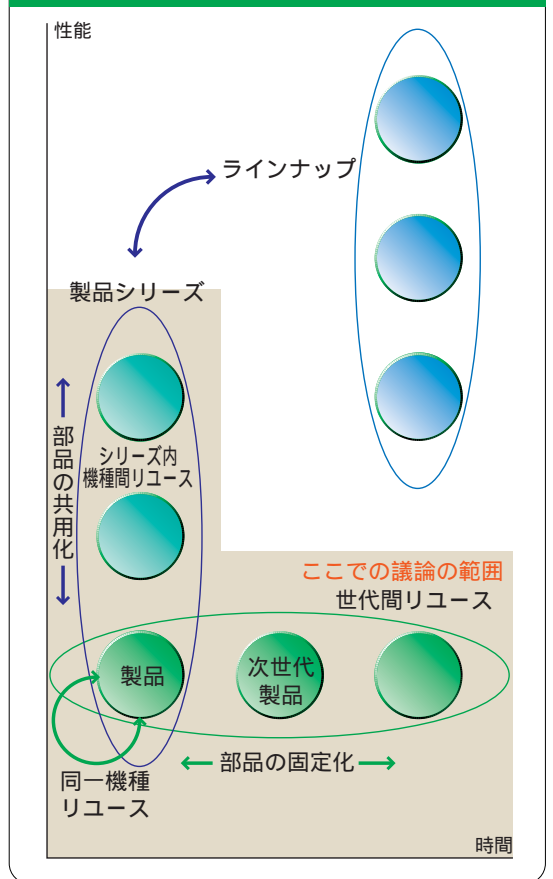 性能
ラインナップ
製品シリーズ
部品の共用化
シリーズ内
機種間リユース
ここでの議論の範囲
世代間リユース
製品
次世代
製品
部品の固定化
同一機種
リユース
時間